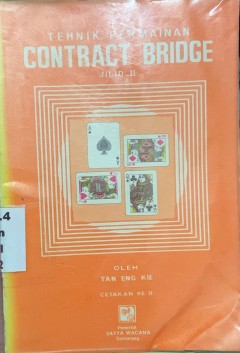 TEHNIK PERMAINAN
CONTRACT BRIDGE
JILID II
OLEH
TAN ENG KIE
CETAKAN KE II
Penerbit
SATYA WACANA
Semarang